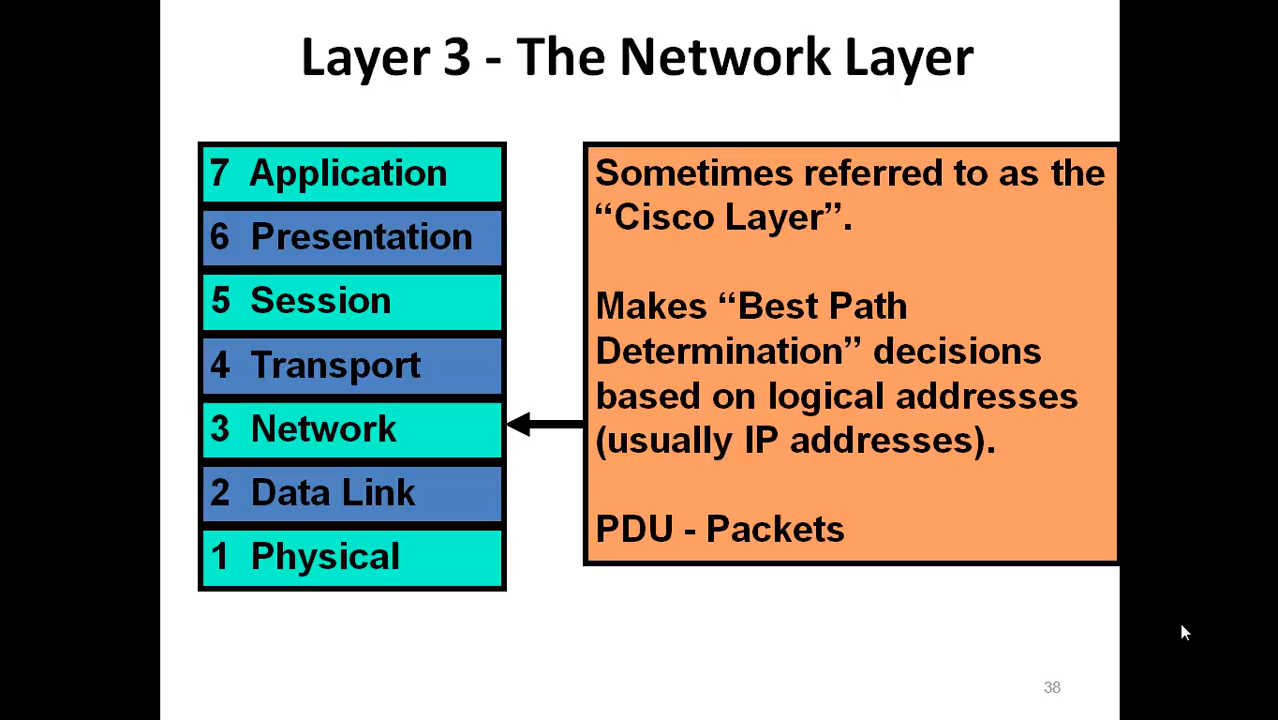 Layer 3 - The Network Layer
7 Application
6 Presentation
5 Session
4 Transport
3 Network
2 Data Link
1 Physical
Sometimes referred to as the
“Cisco Layer”.
Makes “Best Path
Determination” decisions
based on logical addresses
(usually IP addresses).
PDU - Packets
38